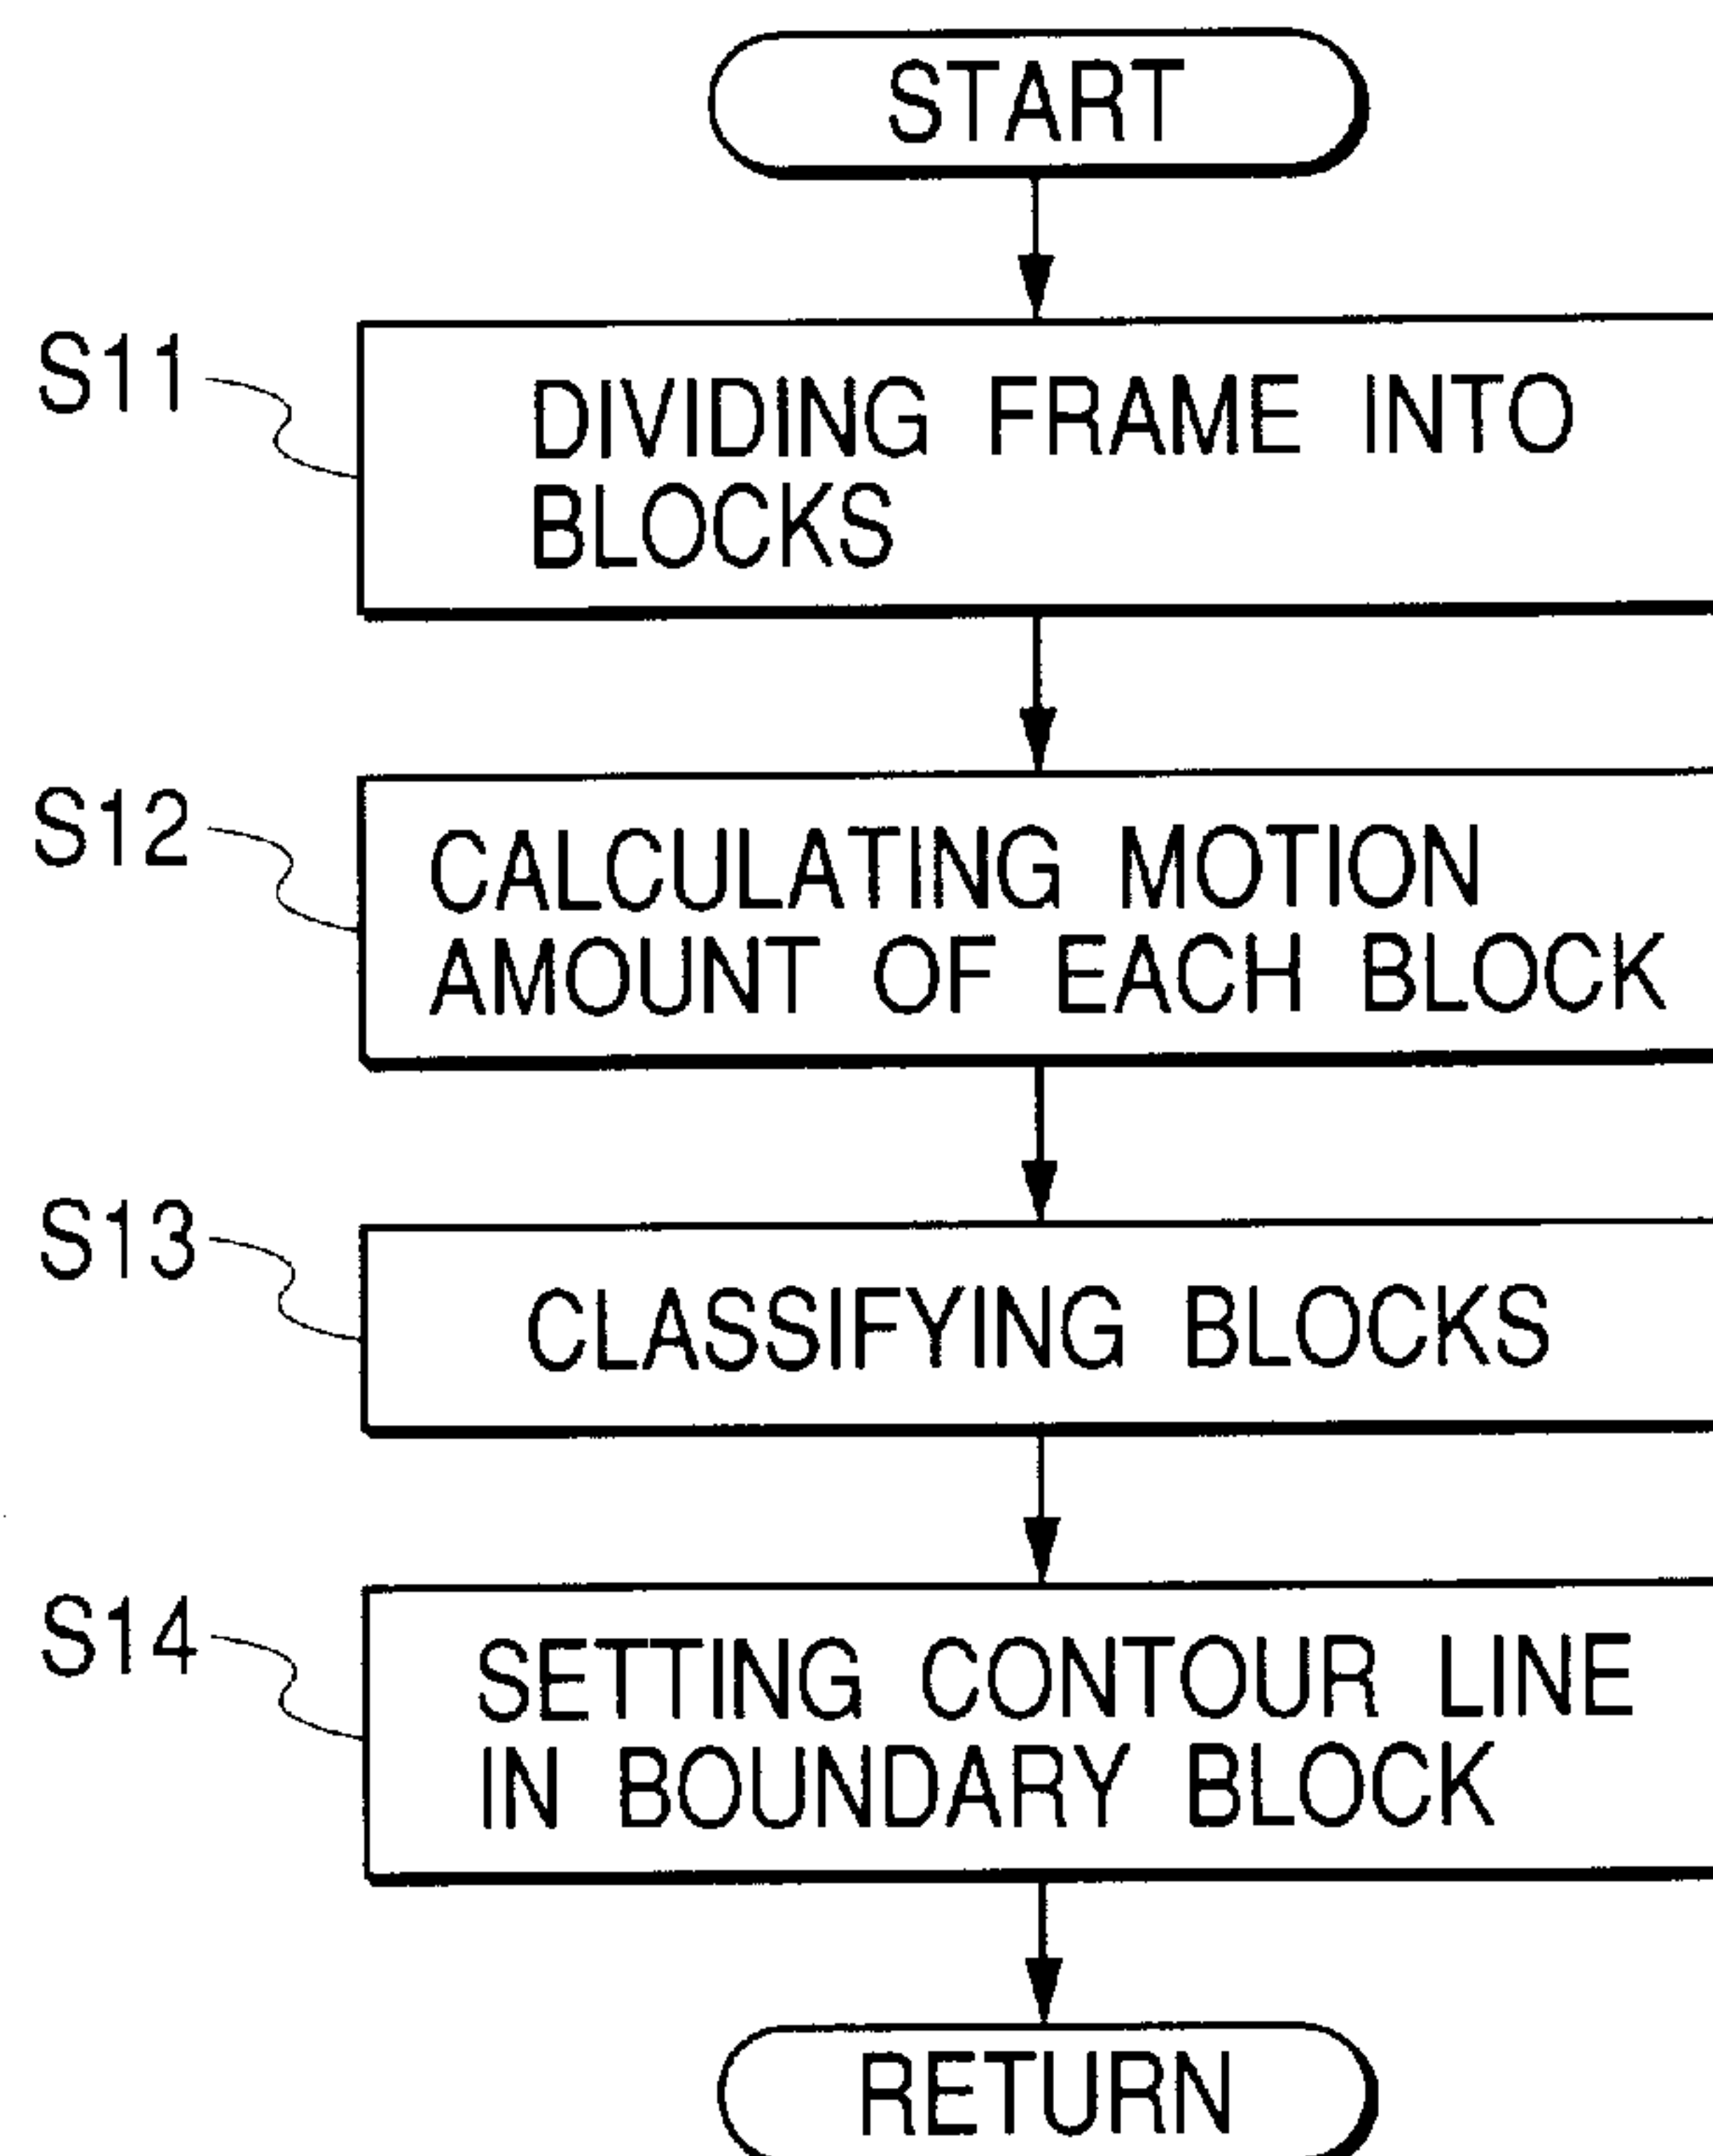 START
S11
DIVIDING FRAME INTO
BLOCKS
S12
CALCULATING MOTION
AMOUNT OF EACH BLOCK
S13
CLASSIFYING BLOCKS
S14
SETTING CONTOUR LINE
IN BOUNDARY BLOCK
RETURN